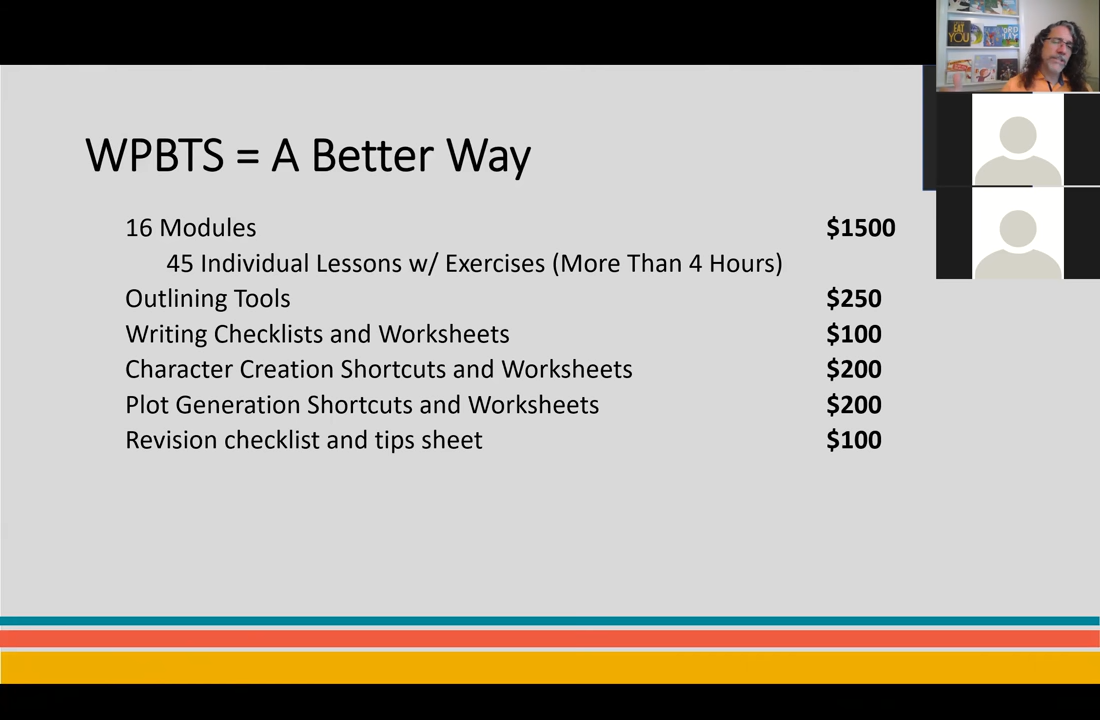 WPBTS = A Better Way
16 Modules $1500
45 Individual Lessons w/ Exercises (More Than 4 Hours)
Outlining Tools $250
Writing Checklists and Worksheets $100
Character Creation Shortcuts and Worksheets $200
Plot Generation Shortcuts and Worksheets $200
Revision checklist and tips sheet $100
EAT
YOU